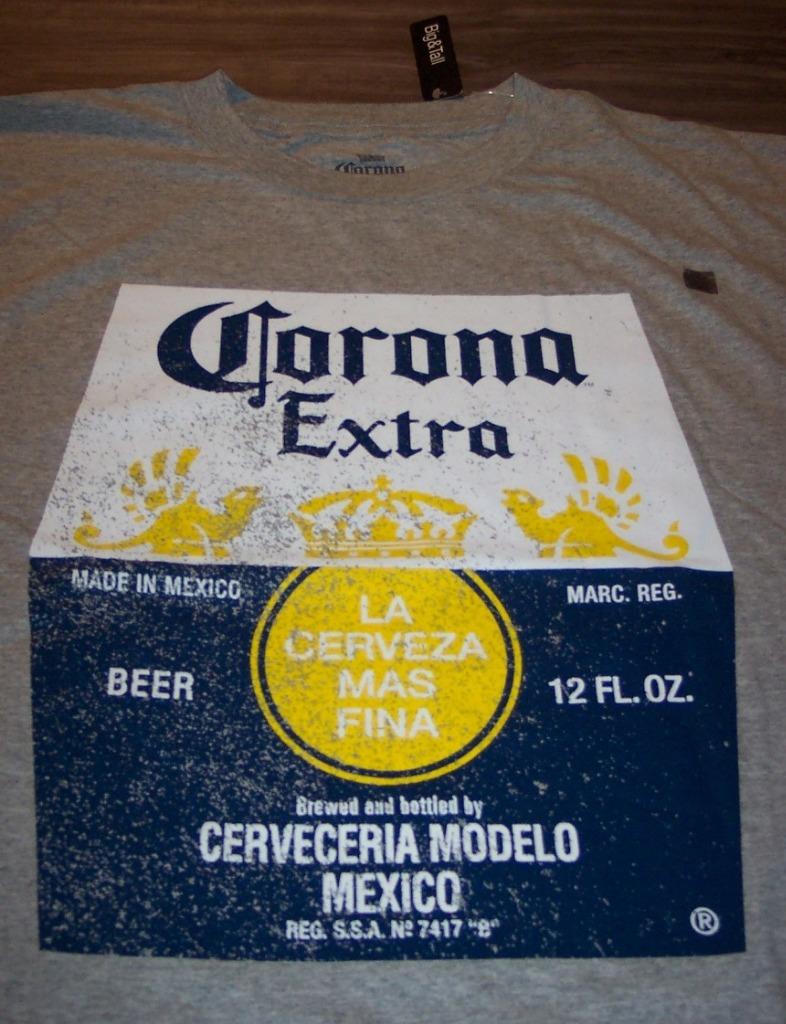 Big&Tall
Corona
Corona
Extra
MADE IN MEXICO
MARC. REG.
LA
CERVEZA
MAS
FINA
BEER
12 FL. OZ.
Brewed and bottled by
CERVECERIA MODELO
MEXICO
REG. S.S.A. Nº 7417 "B"
®